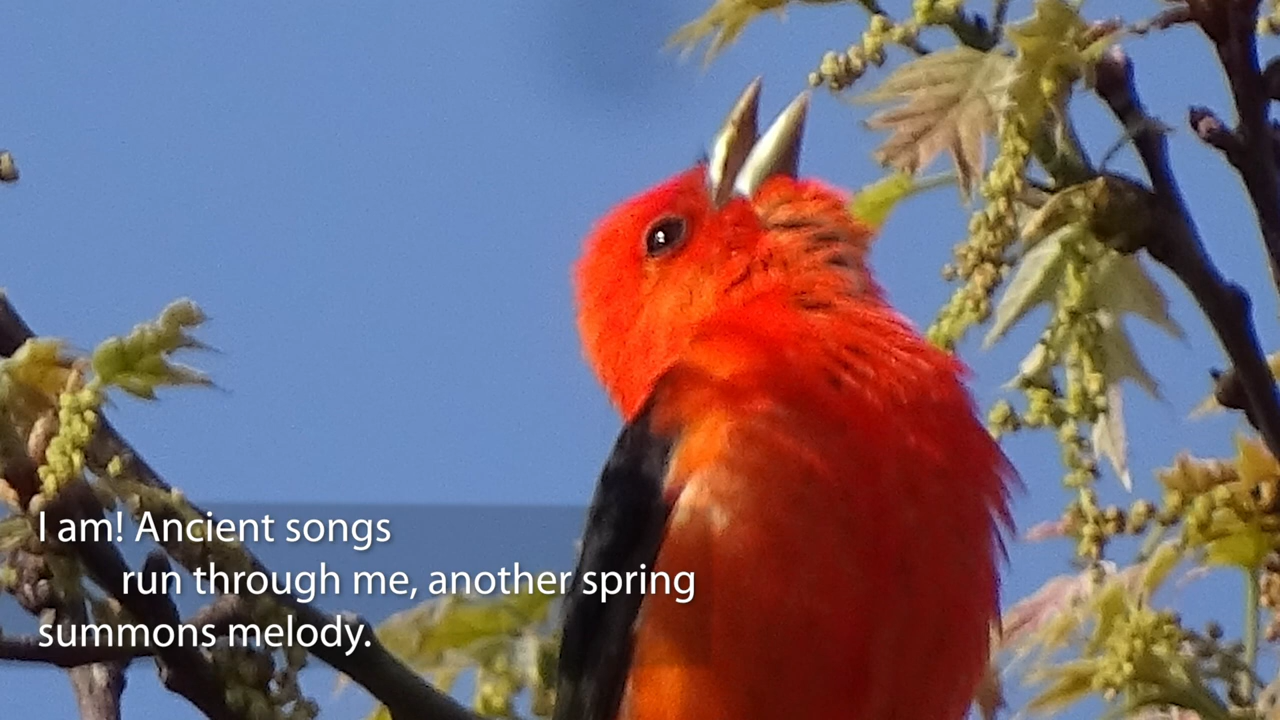 I am! Ancient songs
run through me, another spring
summons melody.